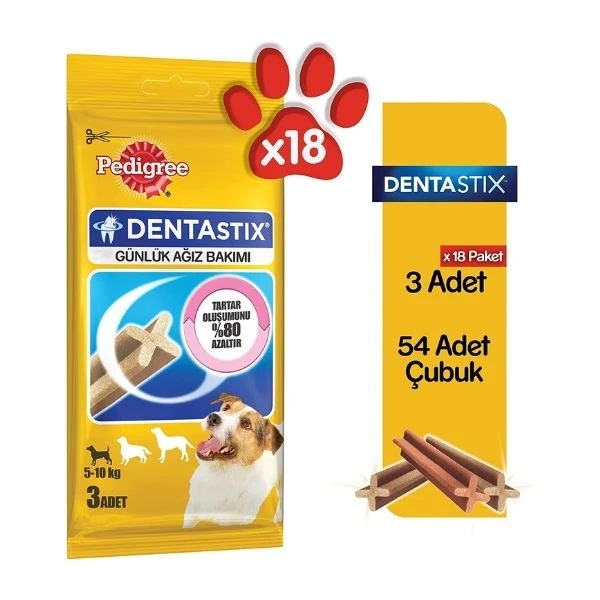 x18
Pedigree
DENTASTIX®
GÜNLÜK AĞIZ BAKIMI
TARTAR
OLUŞUMUNU
%80
AZALTIR
5-10 kg
3 ADET
DENTASTIX®
x 18 Paket
3 Adet
54 Adet
Çubuk